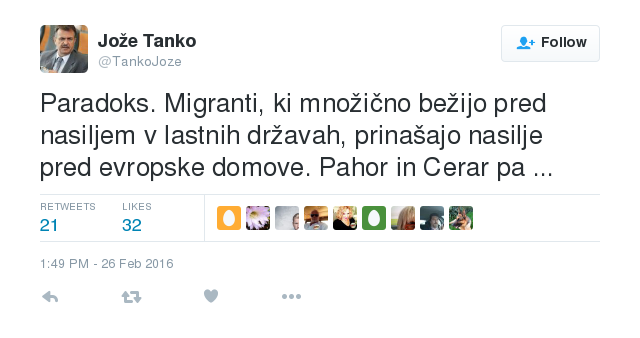 Jože Tanko
@TankoJoze
Follow
Paradoks. Migranti, ki množično bežijo pred
nasiljem v lastnih državah, prinašajo nasilje
pred evropske domove. Pahor in Cerar pa ...
RETWEETS LIKES
21 32
1:49 PM - 26 Feb 2016